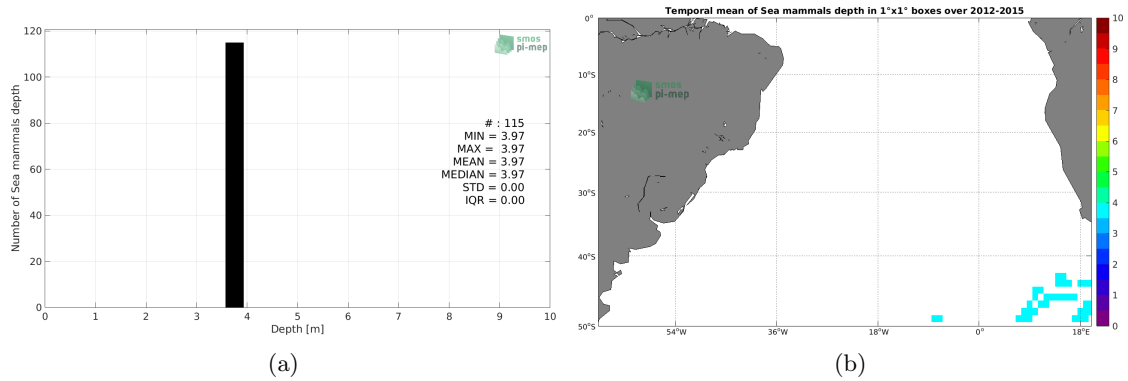 120
100
80
60
40
20
0
0 1 2 3 4 5 6 7 8 9 10
Number of Sea mammals depth
Depth [m]
smos
pi-mep
# : 115
MIN = 3.97
MAX = 3.97
MEAN = 3.97
MEDIAN = 3.97
STD = 0.00
IQR = 0.00
(a)
Temporal mean of Sea mammals depth in 1°x1° boxes over 2012-2015
smos
pi-mep
0°
10°S
20°S
30°S
40°S
50°S
54°W 36°W 18°W 0° 18°E
10
9
8
7
6
5
4
3
2
1
0
(b)